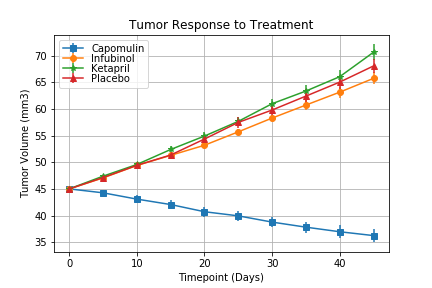 Tumor Response to Treatment
Capomulin
Infubinol
Ketapril
Placebo
70
65
60
55
50
45
40
35
Tumor Volume (mm3)
0 10 20 30 40
Timepoint (Days)